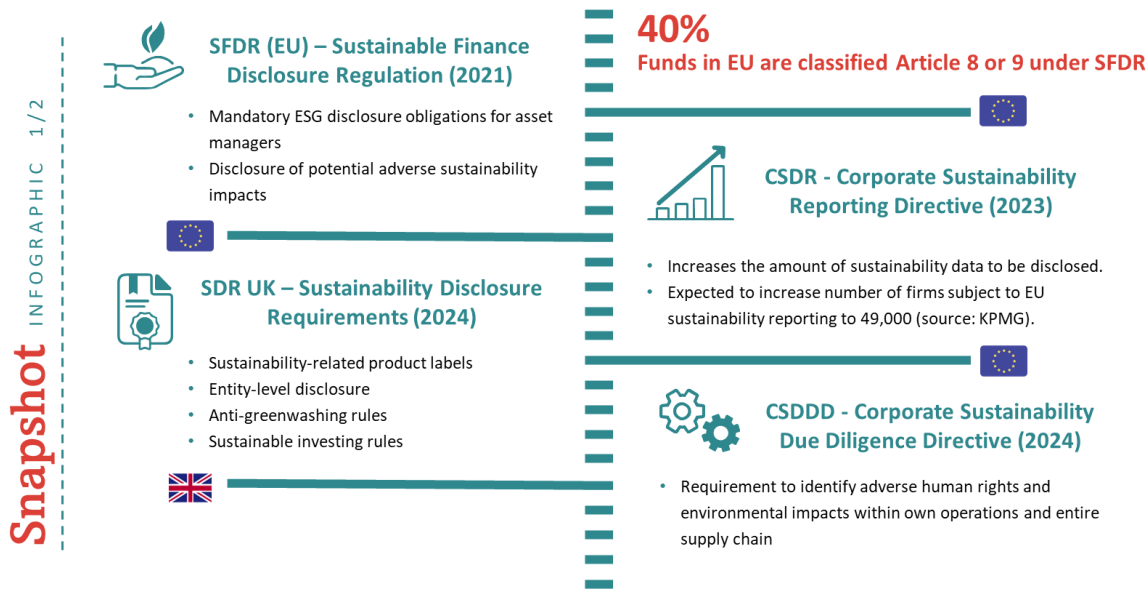 Snapshot INFOGRAPHIC 1/2
SFDR (EU) – Sustainable Finance
Disclosure Regulation (2021)
• Mandatory ESG disclosure obligations for asset
managers
• Disclosure of potential adverse sustainability
impacts
SDR UK – Sustainability Disclosure
Requirements (2024)
• Sustainability-related product labels
• Entity-level disclosure
• Anti-greenwashing rules
• Sustainable investing rules
40%
Funds in EU are classified Article 8 or 9 under SFDR
CSDR - Corporate Sustainability
Reporting Directive (2023)
• Increases the amount of sustainability data to be disclosed.
• Expected to increase number of firms subject to EU
sustainability reporting to 49,000 (source: KPMG).
CSDDD - Corporate Sustainability
Due Diligence Directive (2024)
• Requirement to identify adverse human rights and
environmental impacts within own operations and entire
supply chain